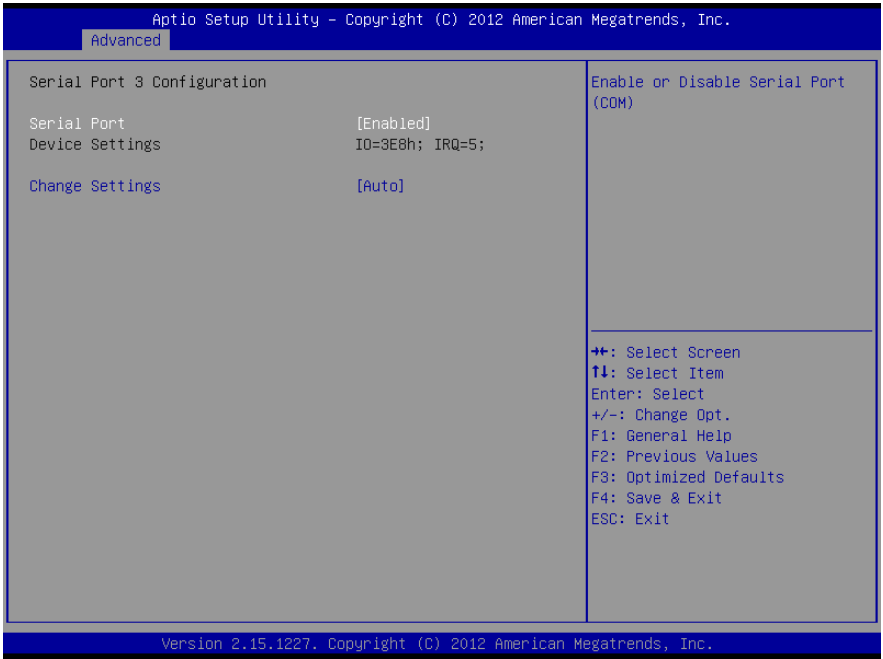 Aptio Setup Utility – Copyright (C) 2012 American Megatrends, Inc.
Advanced
Serial Port 3 Configuration
Serial Port [Enabled]
Device Settings IO=3E8h; IRQ=5;
Change Settings [Auto]
Enable or Disable Serial Port
(COM)
→←: Select Screen
↑↓: Select Item
Enter: Select
+/-: Change Opt.
F1: General Help
F2: Previous Values
F3: Optimized Defaults
F4: Save & Exit
ESC: Exit
Version 2.15.1227. Copyright (C) 2012 American Megatrends, Inc.